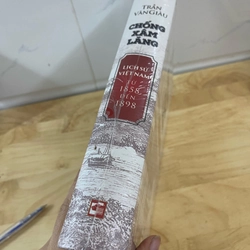 TRẦN
VĂN GIÀU
CHỐNG
XÂM
LĂNG
LỊCH SỬ
VIỆT NAM
TỪ
1858
ĐẾN
1898